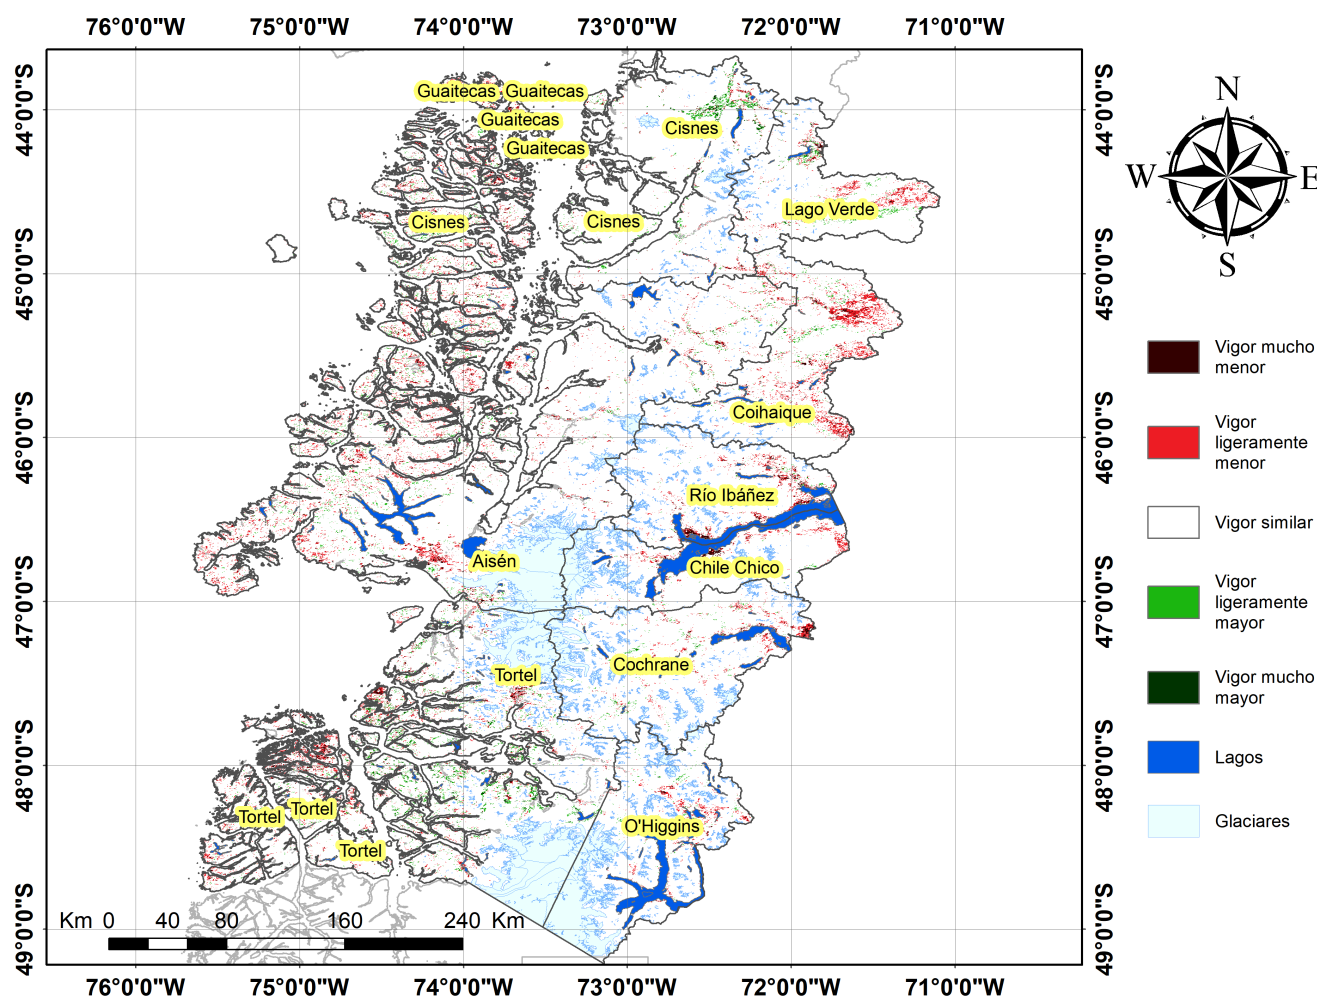 76°0'0"W 75°0'0"W 74°0'0"W 73°0'0"W 72°0'0"W 71°0'0"W
44°0'0"S
45°0'0"S
46°0'0"S
47°0'0"S
48°0'0"S
49°0'0"S
Guaitecas Guaitecas
Guaitecas
Cisnes
Guaitecas
Lago Verde
Cisnes
Cisnes
Coihaique
Río Ibáñez
Aisén
Chile Chico
Cochrane
Tortel
Tortel
Tortel
O'Higgins
Tortel
Km 0 40 80 160 240 Km
44°0'0"S
45°0'0"S
46°0'0"S
47°0'0"S
48°0'0"S
49°0'0"S
76°0'0"W 75°0'0"W 74°0'0"W 73°0'0"W 72°0'0"W 71°0'0"W
N
W E
S
Vigor mucho
menor
Vigor
ligeramente
menor
Vigor similar
Vigor
ligeramente
mayor
Vigor mucho
mayor
Lagos
Glaciares